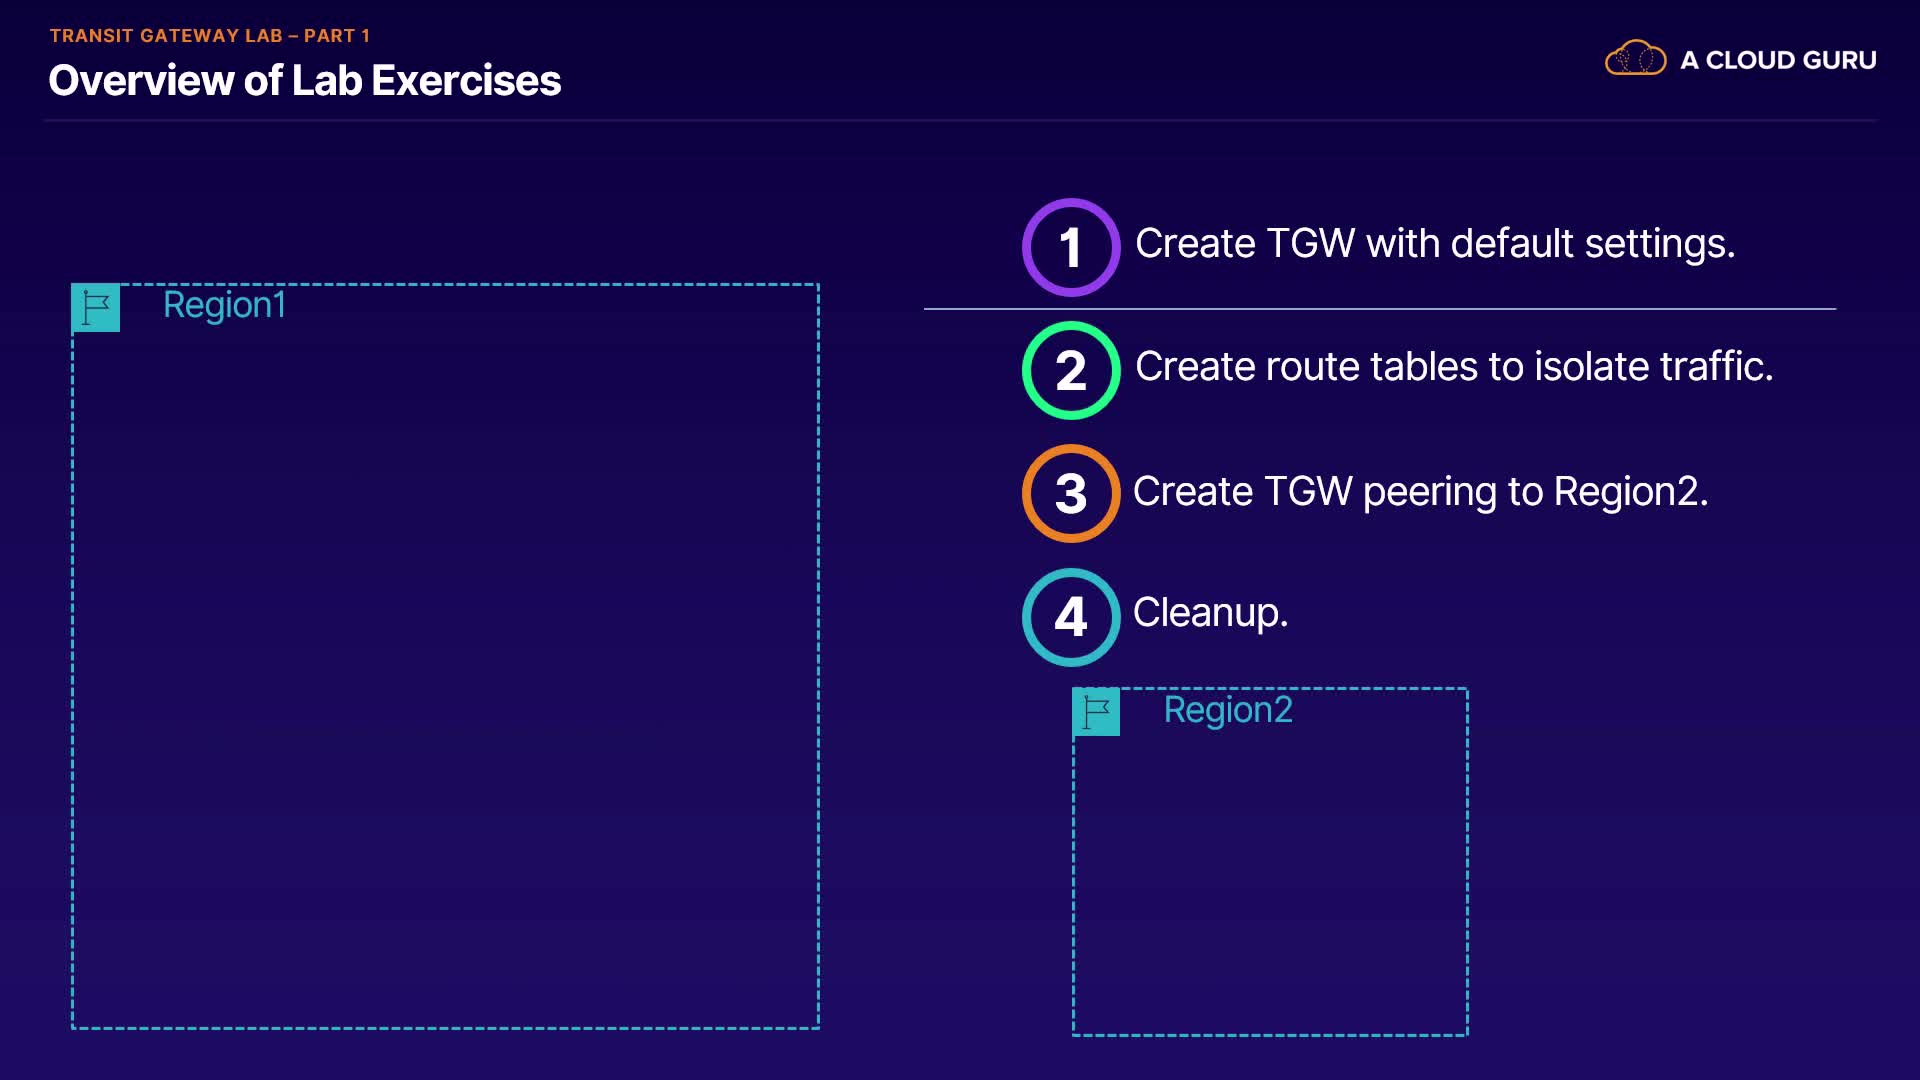 TRANSIT GATEWAY LAB – PART 1
Overview of Lab Exercises
A CLOUD GURU
1 Create TGW with default settings.
Region1
2 Create route tables to isolate traffic.
3 Create TGW peering to Region2.
4 Cleanup.
Region2